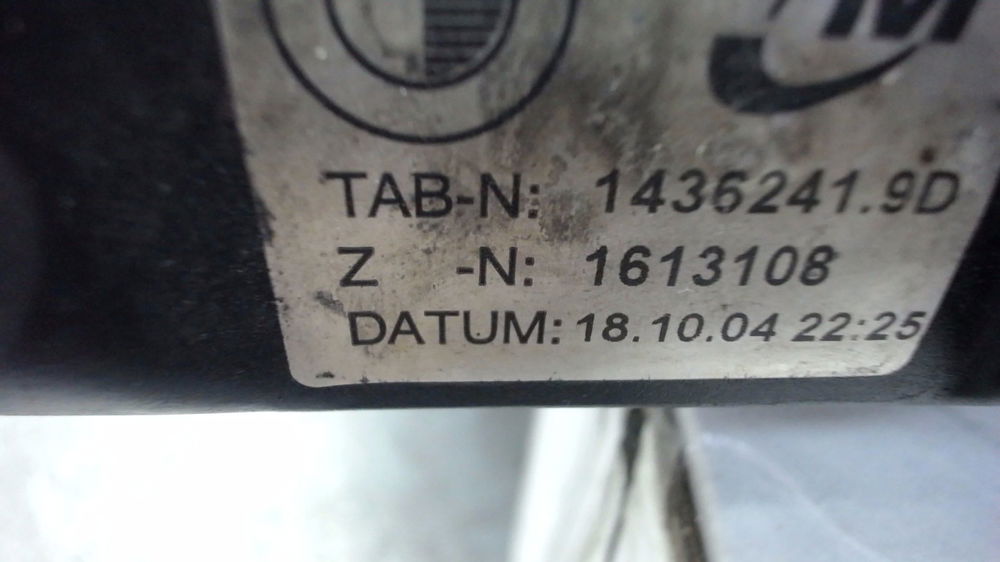 M
TAB-N: 1436241.9D
Z -N: 1613108
DATUM: 18.10.04 22:25